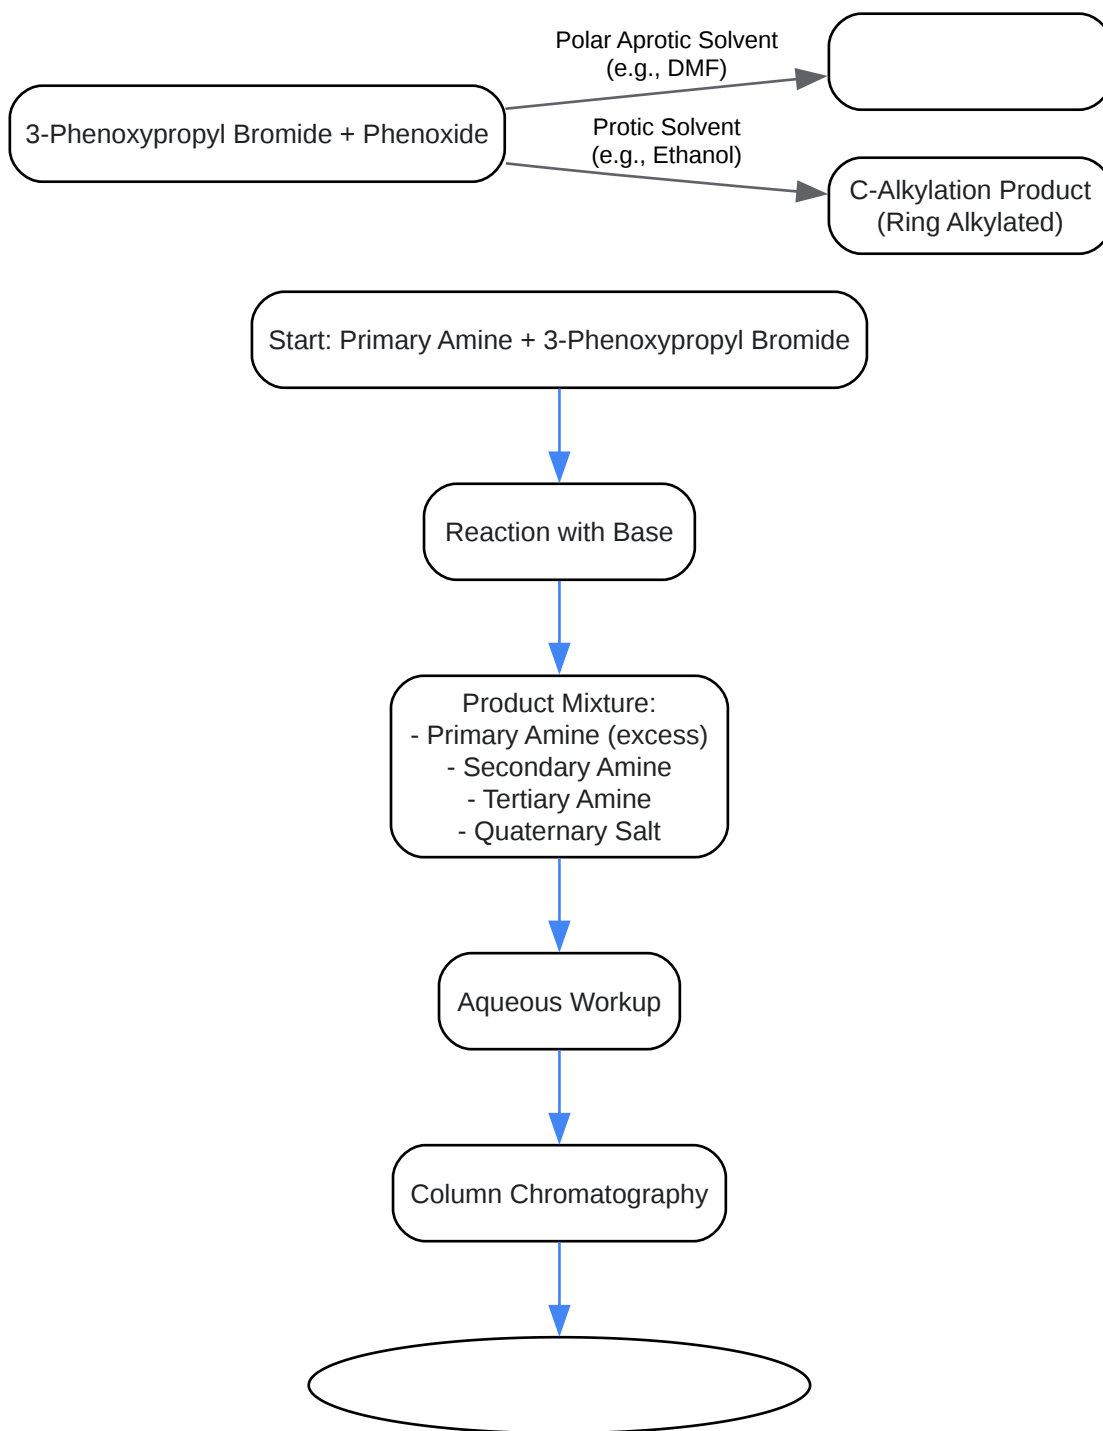 Polar Aprotic Solvent
(e.g., DMF)
3-Phenoxypropyl Bromide + Phenoxide
Protic Solvent
(e.g., Ethanol)
C-Alkylation Product
(Ring Alkylated)
Start: Primary Amine + 3-Phenoxypropyl Bromide
Reaction with Base
Product Mixture:
- Primary Amine (excess)
- Secondary Amine
- Tertiary Amine
- Quaternary Salt
Aqueous Workup
Column Chromatography